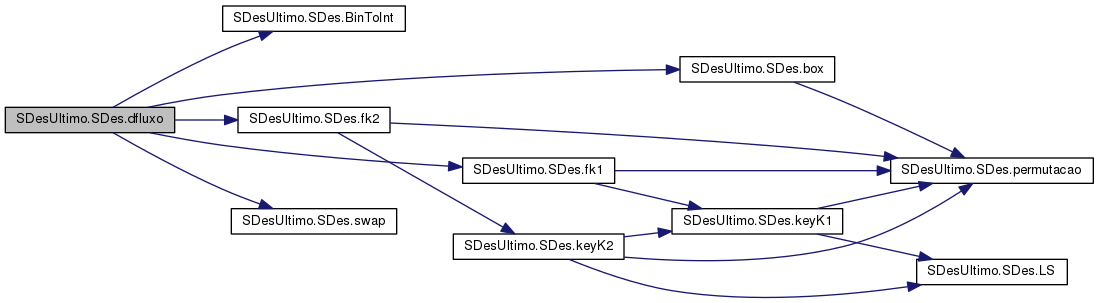 SDesUltimo.SDes.BinToInt
SDesUltimo.SDes.box
SDesUltimo.SDes.dfluxo
SDesUltimo.SDes.fk2
SDesUltimo.SDes.fk1
SDesUltimo.SDes.permutacao
SDesUltimo.SDes.swap
SDesUltimo.SDes.keyK1
SDesUltimo.SDes.keyK2
SDesUltimo.SDes.LS